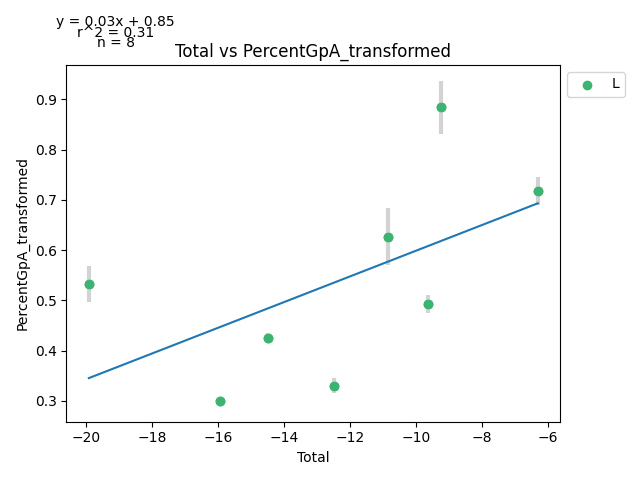 y = 0.03x + 0.85
r^2 = 0.31
n = 8
Total vs PercentGpA_transformed
L
PercentGpA_transformed
0.9
0.8
0.7
0.6
0.5
0.4
0.3
−20 −18 −16 −14 −12 −10 −8 −6
Total